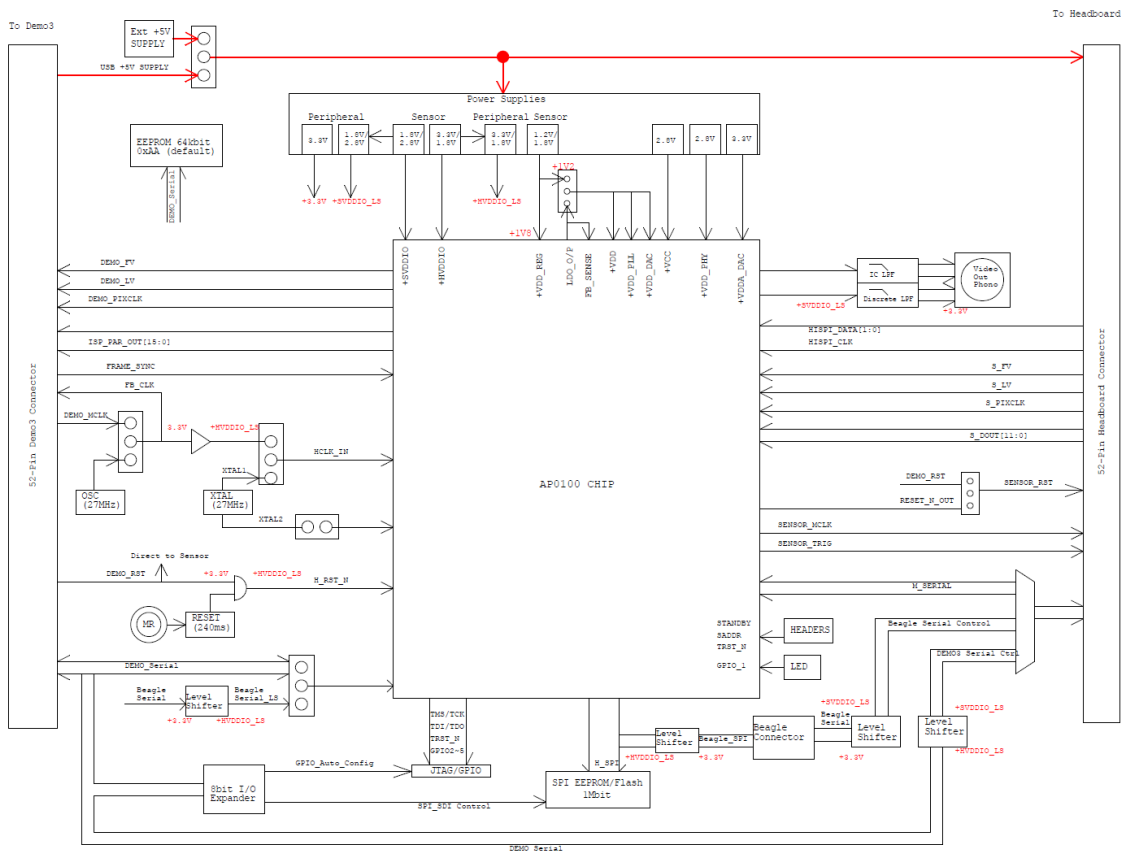 To Demo3
To Headboard
Ext +5V
SUPPLY
USB +5V SUPPLY
Power Supplies
Peripheral
Sensor
Peripheral Sensor
3.3V
1.8V/
2.8V
1.8V/
2.8V
3.3V/
1.8V
3.3V/
1.8V
1.2V/
1.8V
2.8V
2.8V
3.3V
EEPROM 64kbit
0xAA (default)
DEMO_Serial
+3.3V
+SVDDIO_LS
+HVDDIO_LS
+1V2
+1V8
+SVDDIO
+HVDDIO
+VDD_REG
LDO_O/P
FB_SENSE
+VDD
+VDD_PLL
+VDD_DAC
+VCC
+VDD_PHY
+VDDA_DAC
DEMO_FV
DEMO_LV
DEMO_PIXCLK
ISP_PAR_OUT[15:0]
FRAME_SYNC
FB_CLK
DEMO_MCLK
3.3V
+HVDDIO_LS
HCLK_IN
XTAL1
OSC
(27MHz)
XTAL
(27MHz)
XTAL2
52-Pin Demo3 Connector
AP0100 CHIP
IC LPF
Discrete LPF
+SVDDIO_LS
+3.3V
Video
Out
Phono
HISPI_DATA[1:0]
HISPI_CLK
S_FV
S_LV
S_PIXCLK
S_DOUT[11:0]
52-Pin Headboard Connector
DEMO_RST
RESET_N_OUT
SENSOR_RST
SENSOR_MCLK
SENSOR_TRIG
Direct to Sensor
DEMO_RST
+3.3V
+HVDDIO_LS
H_RST_N
MR
RESET
(240ms)
H_SERIAL
Beagle Serial Control
DEMO3 Serial Ctrl
STANDBY
SADDR
TRST_N
GPIO_1
HEADERS
LED
DEMO_Serial
Beagle
Serial
Level
Shifter
Beagle
Serial_LS
+3.3V
+HVDDIO_LS
TMS/TCK
TDI/TDO
TRST_N
GPIO2-5
JTAG/GPIO
GPIO_Auto_Config
8bit I/O
Expander
SPI_SDI Control
H_SPI
SPI EEPROM/Flash
1Mbit
Level
Shifter
+HVDDIO_LS
Beagle_SPI
+3.3V
Beagle
Connector
Beagle
Serial
+SVDDIO_LS
Level
Shifter
+3.3V
+SVDDIO_LS
Level
Shifter
+HVDDIO_LS
DEMO Serial